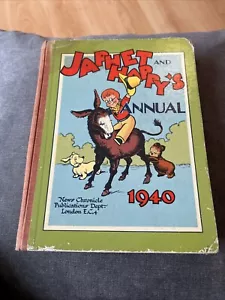 JAPHET AND
HAPPY'S
ANNUAL
1940
News Chronicle
Publications Dept:
London E.C.4